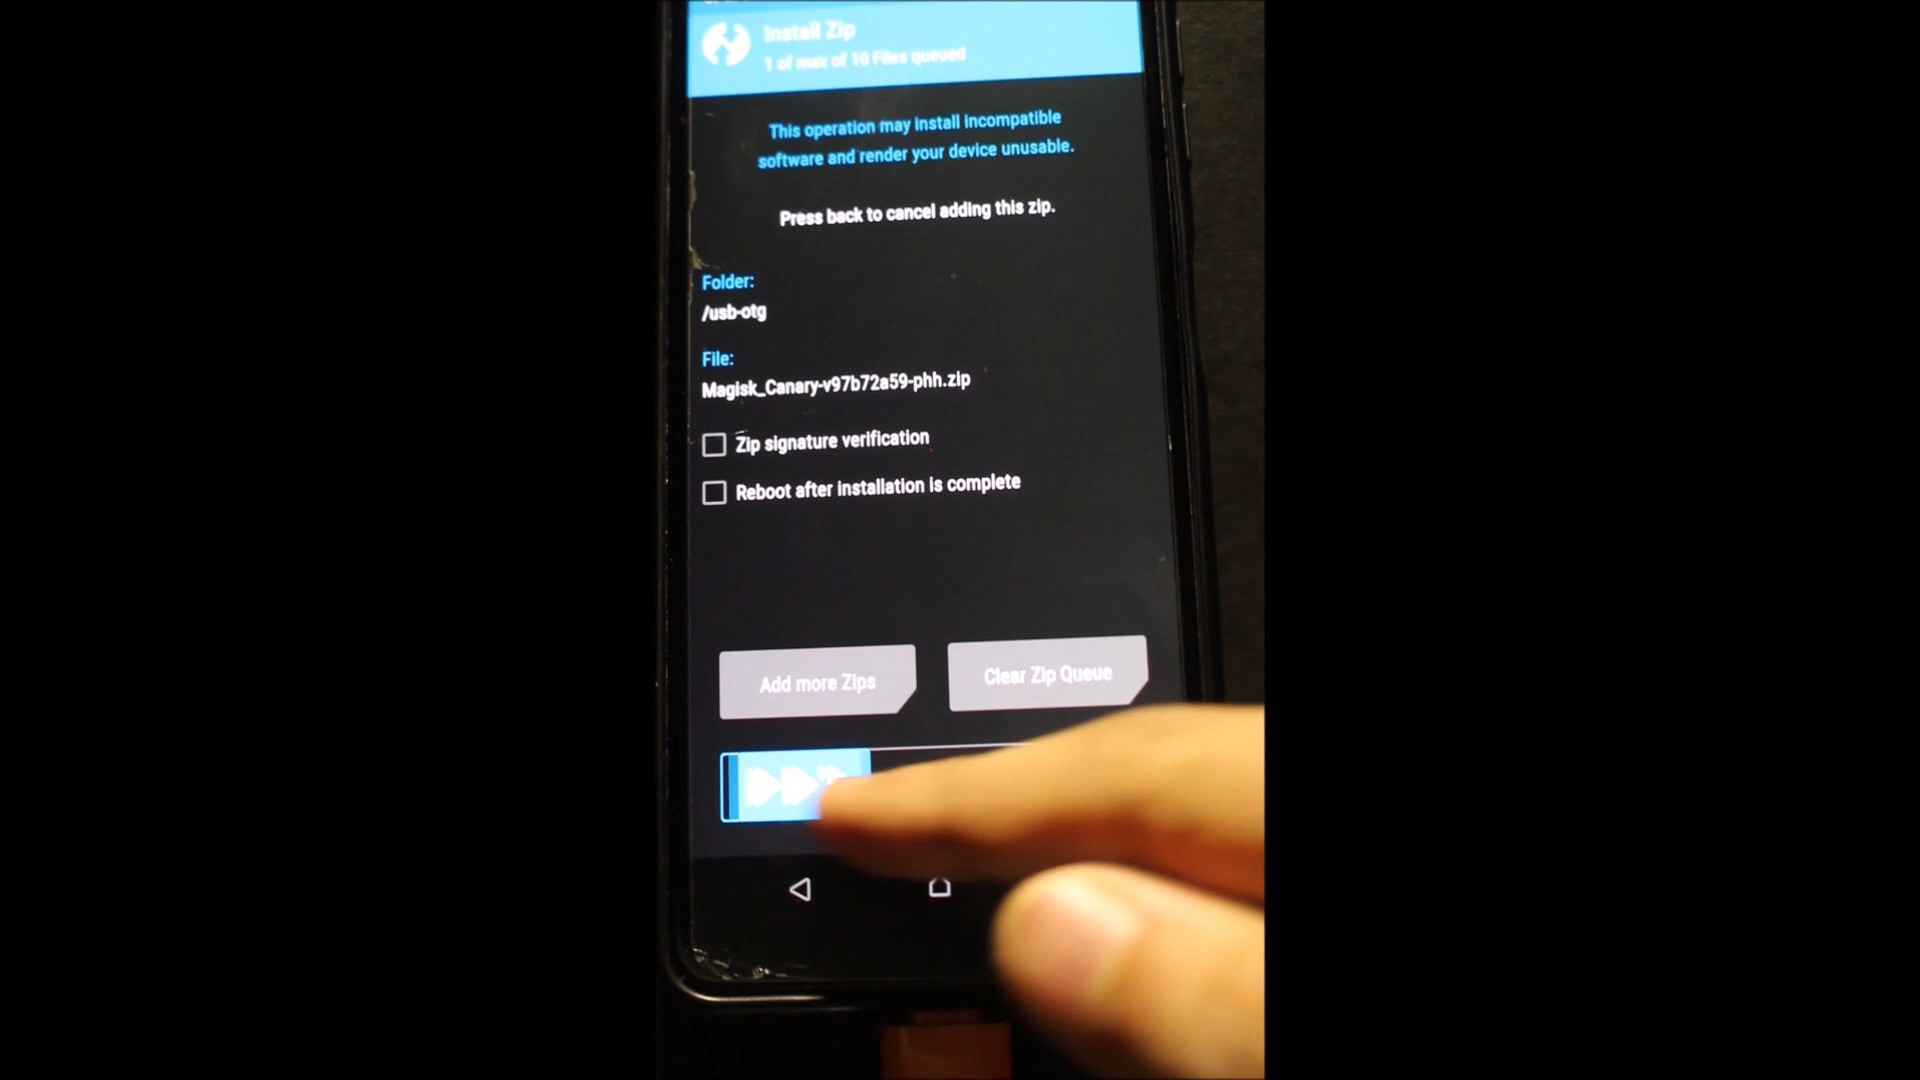 Install Zip
1 of max of 10 Files queued
This operation may install incompatible
software and render your device unusable.
Press back to cancel adding this zip.
Folder:
/usb-otg
File:
Magisk_Canary-v97b72a59-phh.zip
Zip signature verification
Reboot after installation is complete
Add more Zips
Clear Zip Queue